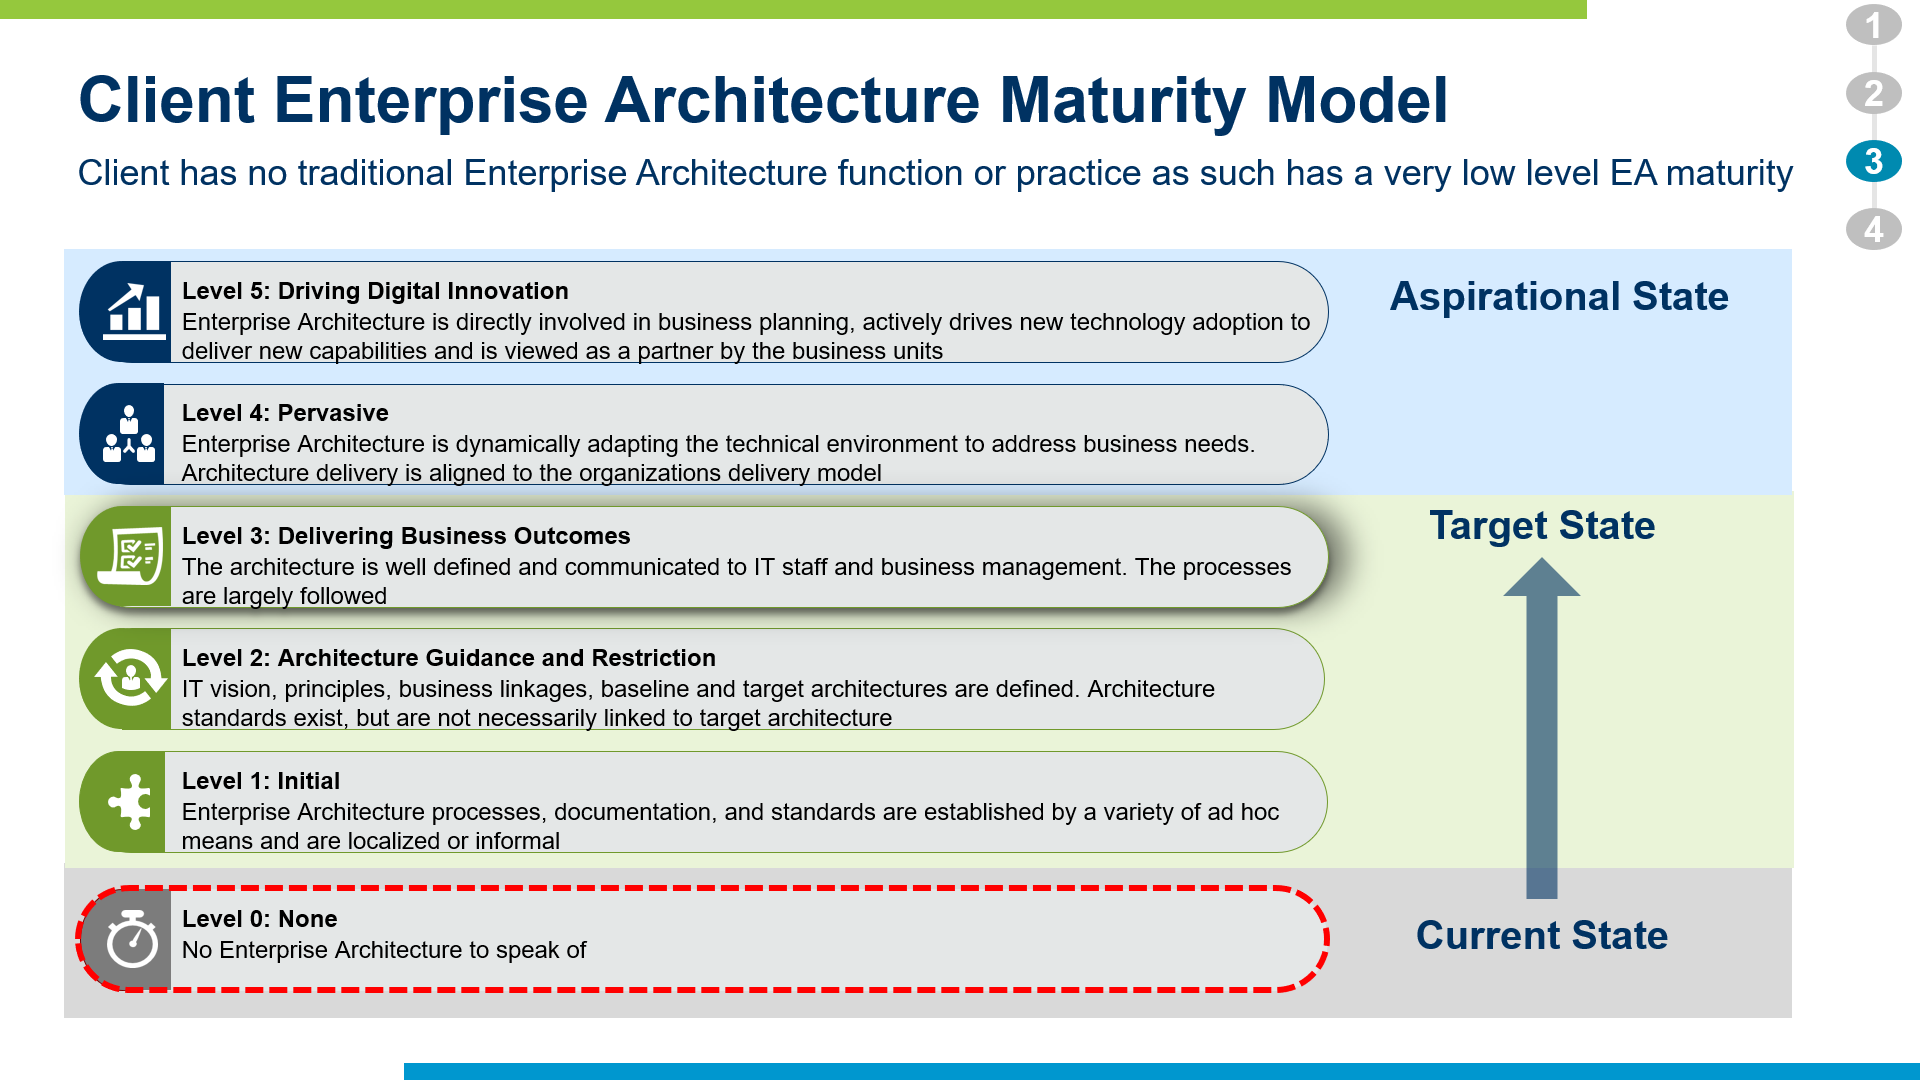 Client Enterprise Architecture Maturity Model
Client has no traditional Enterprise Architecture function or practice as such has a very low level EA maturity
1
2
3
4
Level 5: Driving Digital Innovation
Enterprise Architecture is directly involved in business planning, actively drives new technology adoption to
deliver new capabilities and is viewed as a partner by the business units
Aspirational State
Level 4: Pervasive
Enterprise Architecture is dynamically adapting the technical environment to address business needs.
Architecture delivery is aligned to the organizations delivery model
Level 3: Delivering Business Outcomes
The architecture is well defined and communicated to IT staff and business management. The processes
are largely followed
Target State
Level 2: Architecture Guidance and Restriction
IT vision, principles, business linkages, baseline and target architectures are defined. Architecture
standards exist, but are not necessarily linked to target architecture
Level 1: Initial
Enterprise Architecture processes, documentation, and standards are established by a variety of ad hoc
means and are localized or informal
Level 0: None
No Enterprise Architecture to speak of
Current State